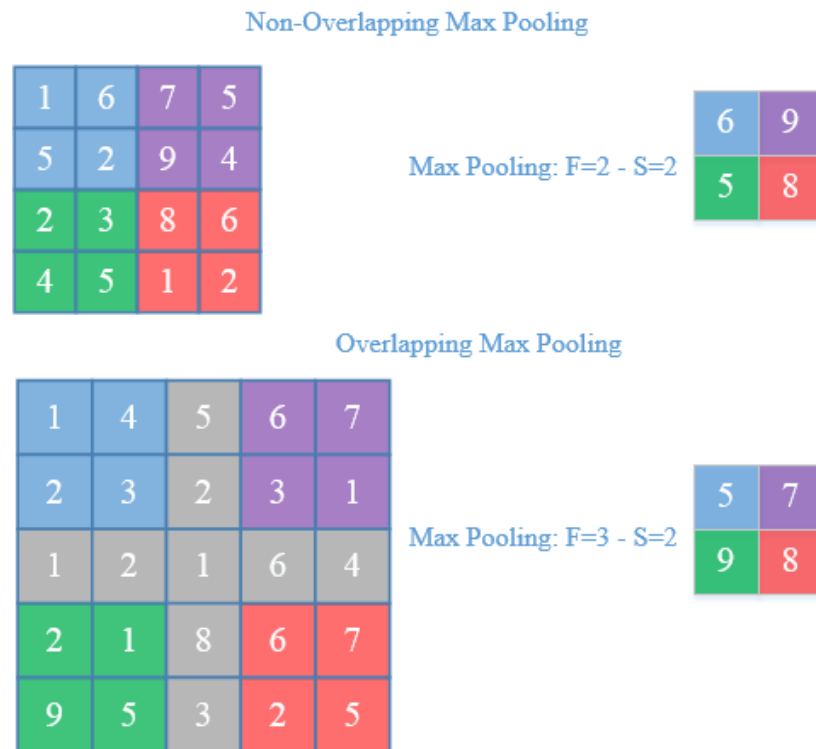 Non-Overlapping Max Pooling
1 6 7 5
5 2 9 4
2 3 8 6
4 5 1 2
Max Pooling: F=2 - S=2
6 9
5 8
Overlapping Max Pooling
1 4 5 6 7
2 3 2 3 1
1 2 1 6 4
2 1 8 6 7
9 5 3 2 5
Max Pooling: F=3 - S=2
5 7
9 8